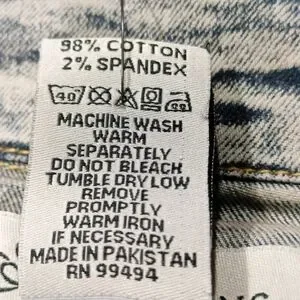 98% COTTON
2% SPANDEX
40°
MACHINE WASH
WARM
SEPARATELY
DO NOT BLEACH
TUMBLE DRY LOW
REMOVE
PROMPTLY
WARM IRON
IF NECESSARY
MADE IN PAKISTAN
RN 99494